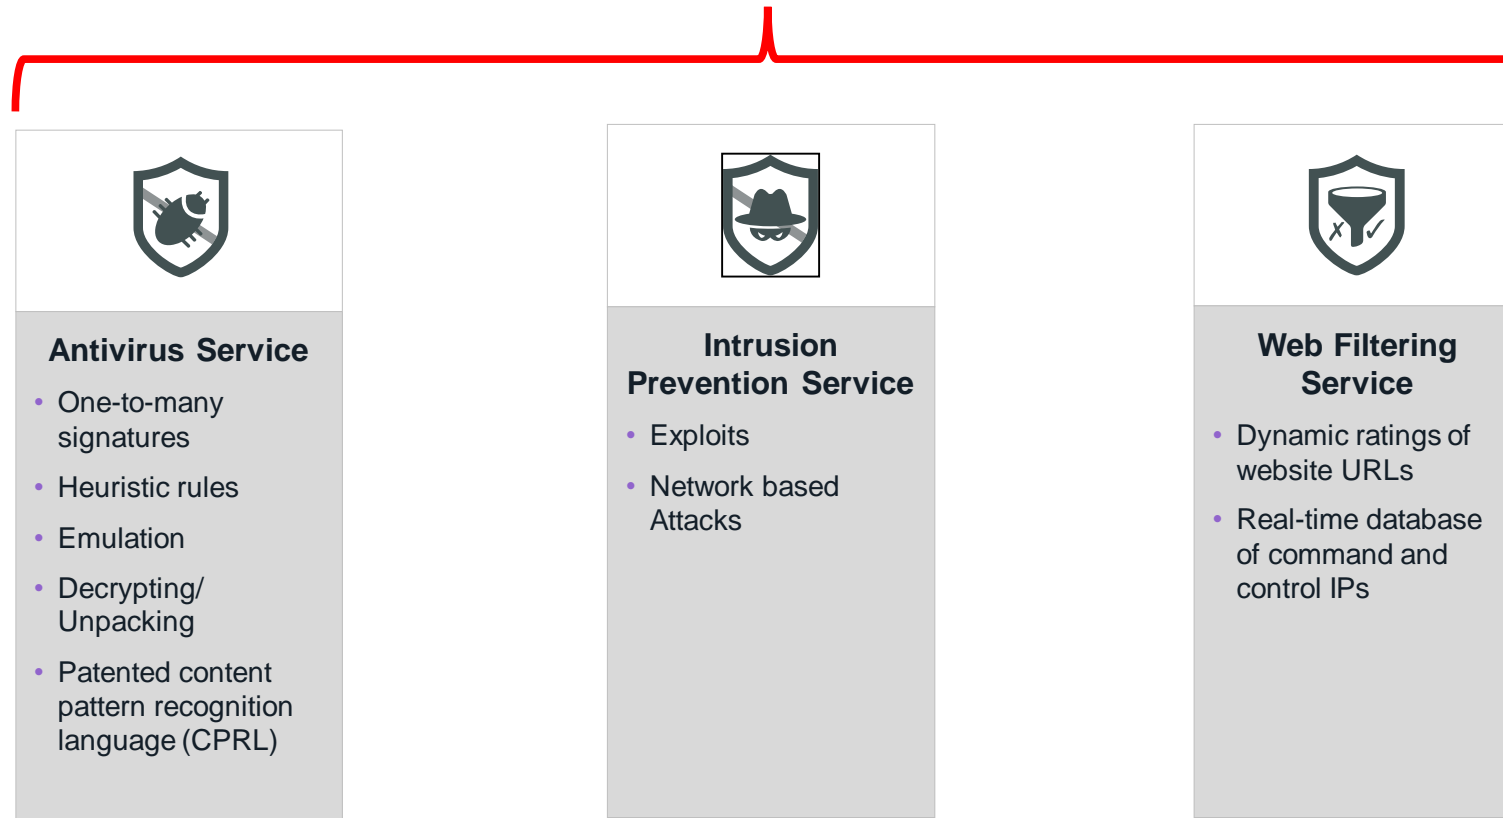 Antivirus Service
• One-to-many
signatures
• Heuristic rules
• Emulation
• Decrypting/
Unpacking
• Patented content
pattern recognition
language (CPRL)
Intrusion
Prevention Service
• Exploits
• Network based
Attacks
Web Filtering
Service
• Dynamic ratings of
website URLs
• Real-time database
of command and
control IPs